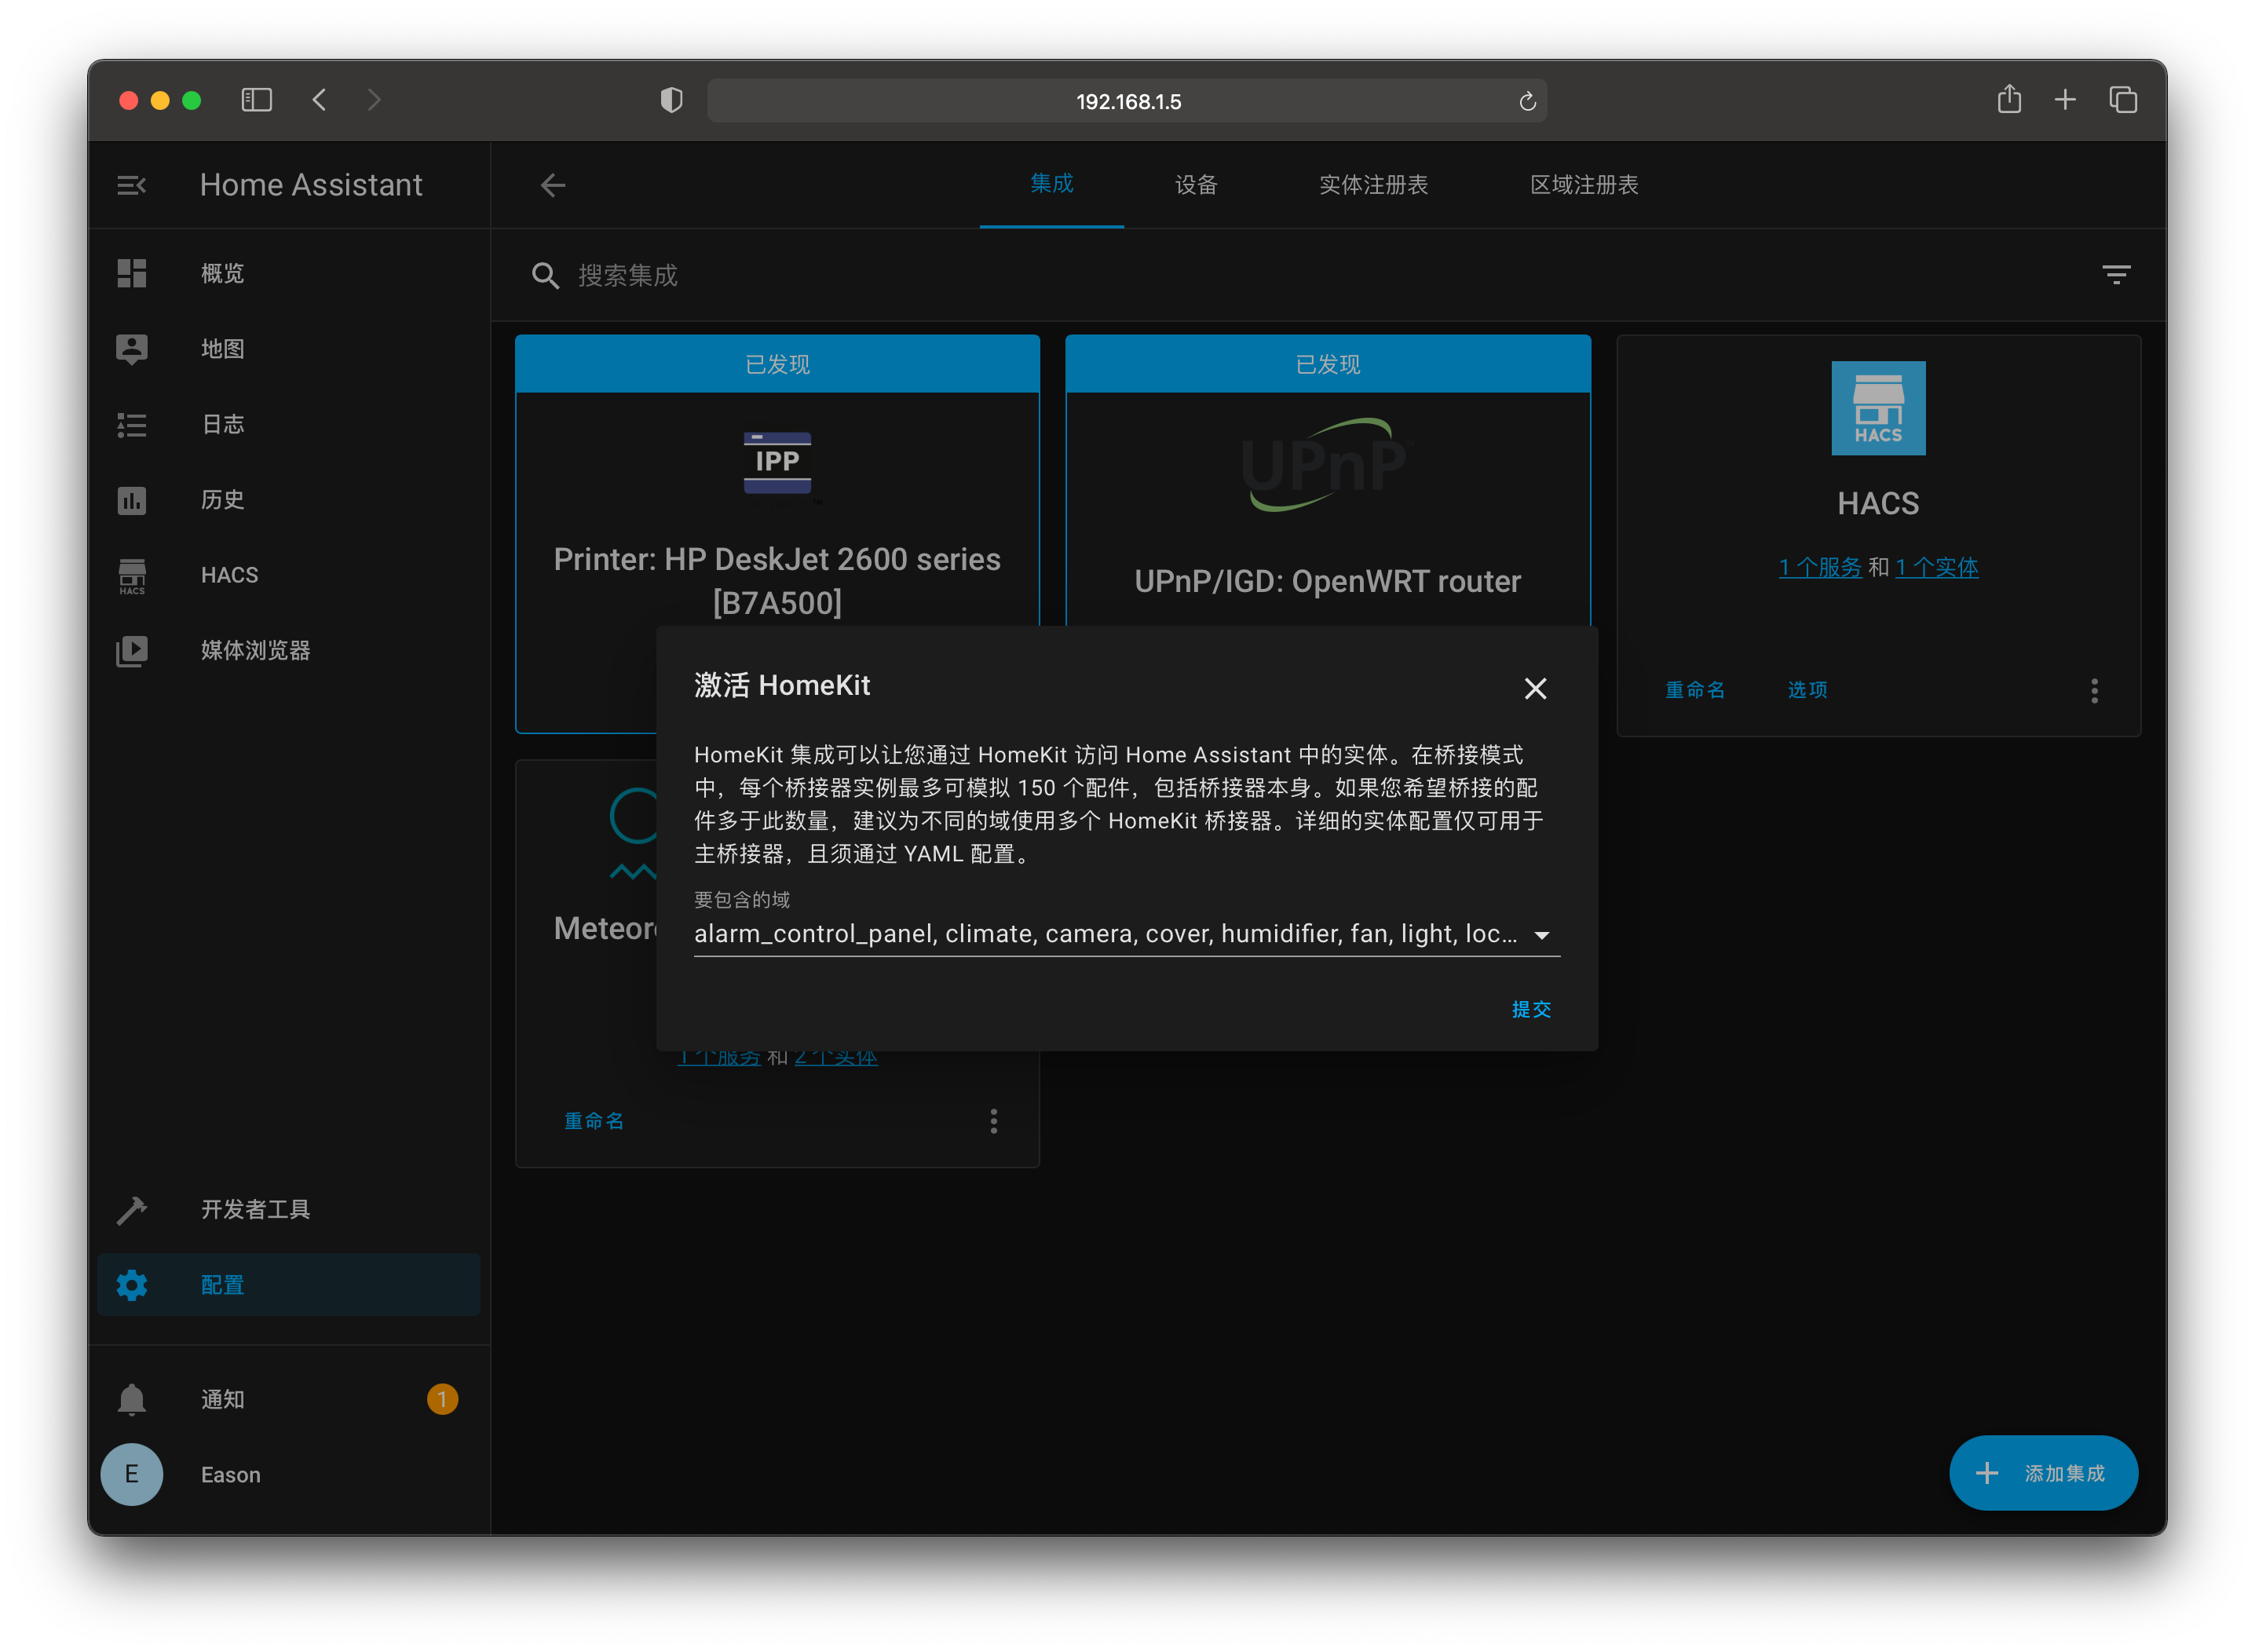 192.168.1.5
Home Assistant
集成
设备
实体注册表
区域注册表
概览
地图
日志
历史
HACS
HACS
媒体浏览器
开发者工具
配置
通知
1
E
Eason
搜索集成
已发现
IPP
Printer: HP DeskJet 2600 series
[B7A500]
已发现
UPnP
UPnP/IGD: OpenWRT router
HACS
HACS
1 个服务 和 1 个实体
重命名
选项
激活 HomeKit
HomeKit 集成可以让您通过 HomeKit 访问 Home Assistant 中的实体。在桥接模式
中，每个桥接器实例最多可模拟 150 个配件，包括桥接器本身。如果您希望桥接的配
件多于此数量，建议为不同的域使用多个 HomeKit 桥接器。详细的实体配置仅可用于
主桥接器，且须通过 YAML 配置。
要包含的域
alarm_control_panel, climate, camera, cover, humidifier, fan, light, loc...
提交
Meteor
1 个服务 和 2 个实体
重命名
添加集成